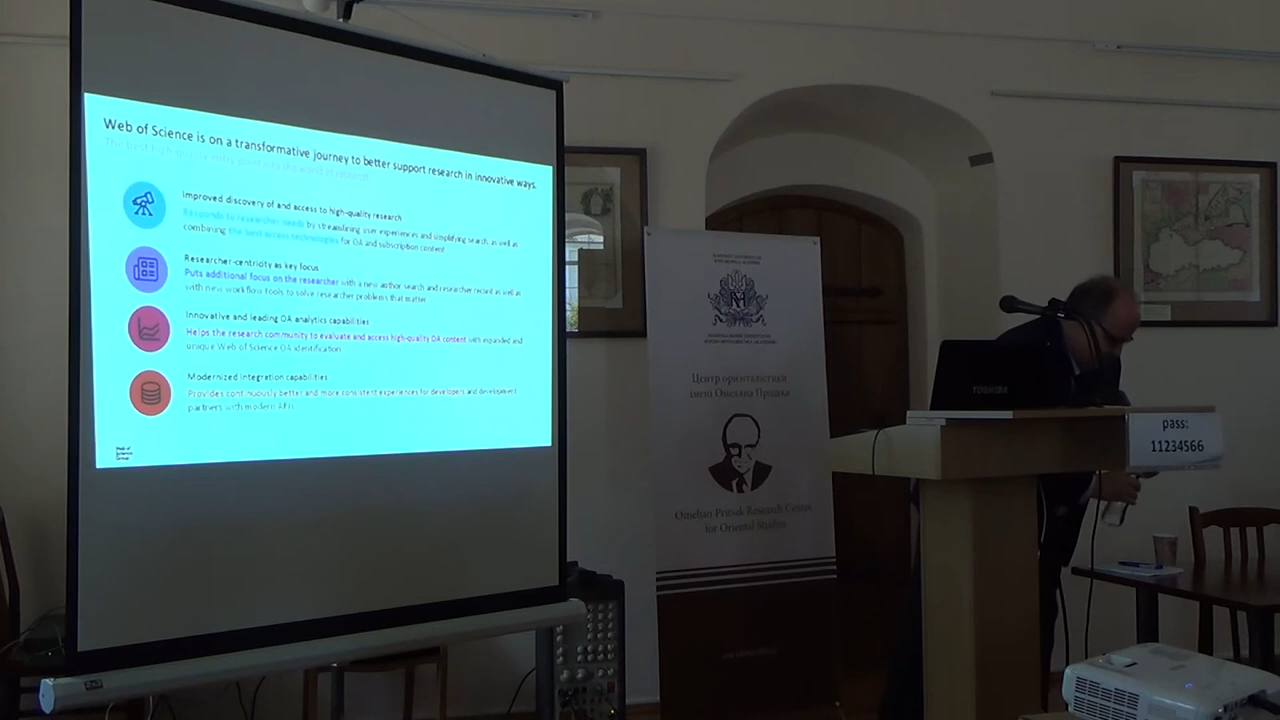 Web of Science is on a transformative journey to better support research in innovative ways.
Improved discovery of and access to high-quality research
Responds to researcher needs by streamlining user experiences and simplifying search, as well as
combining the best access technologies for OA and subscription content
Researcher-centricity as key focus
Puts additional focus on the researcher with a new author search and researcher record as well as
with new workflow tools to solve researcher problems that matter
Innovative and leading OA analytics capabilities
Helps the research community to evaluate and access high-quality OA content with expanded and
unique Web of Science OA identification
Modernized integration capabilities
Provides continuously better and more consistent experiences for developers and development
partners with modern APIs
Web of
Science
Group
Центр орієнталістики
імені Омеляна Пріцака
Omeljan Pritsak Research Center
for Oriental Studies
TOSHIBA
pass:
11234566